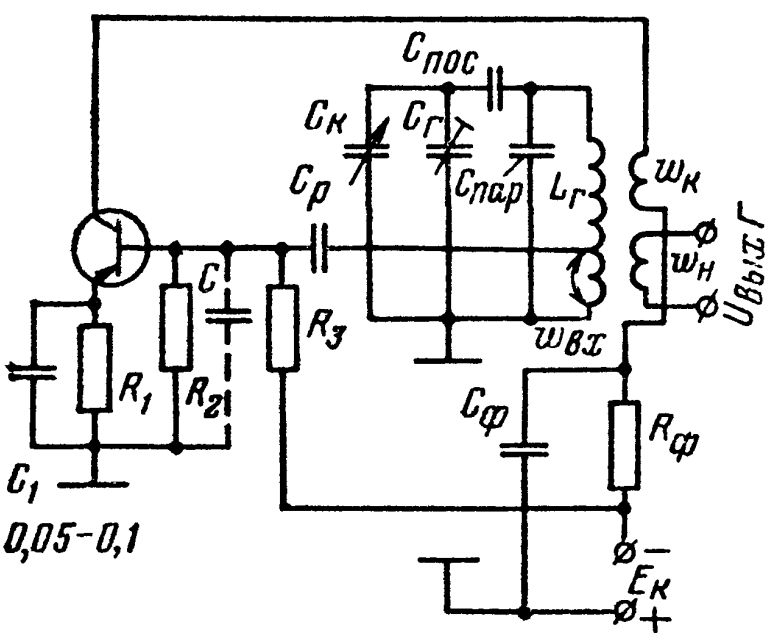 Cпос
Cк
Cг
Cр
Cпар
Lг
wк
wн
Uвых Г
C
R3
wвх
R1
R2
Cф
Rф
C1
0,05-0,1
−
Eк
+